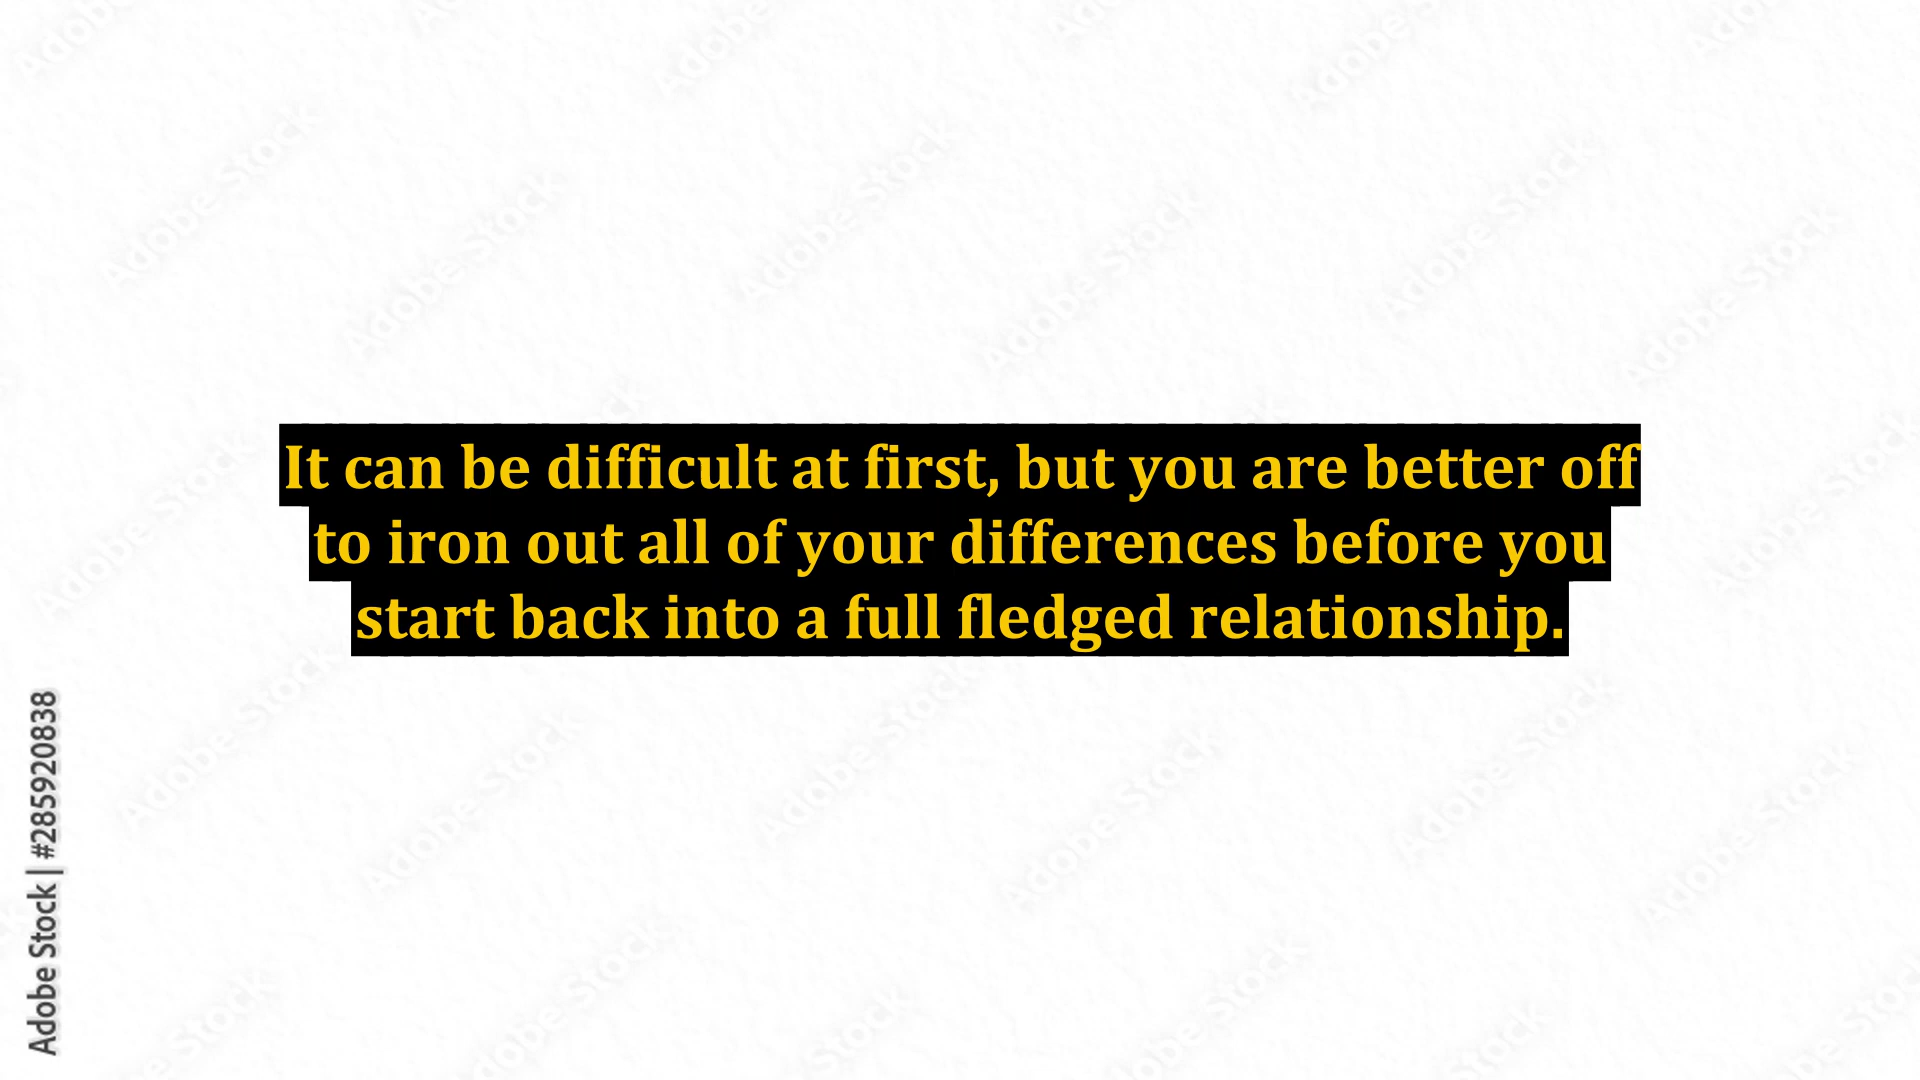 It can be difficult at first, but you are better off
to iron out all of your differences before you
start back into a full fledged relationship.
Adobe Stock | #285920838